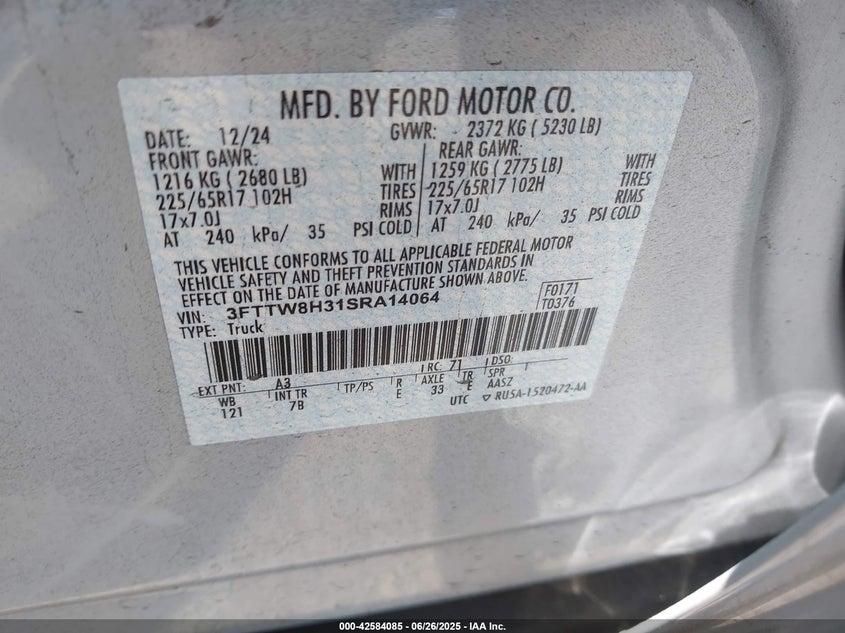 MFD. BY FORD MOTOR CO.
DATE: 12/24 GVWR: 2372 KG ( 5230 LB)
FRONT GAWR: REAR GAWR:
1216 KG ( 2680 LB) WITH 1259 KG ( 2775 LB) WITH
225/65R17 102H TIRES 225/65R17 102H TIRES
17x7.0J RIMS 17x7.0J RIMS
AT 240 kPa/ 35 PSI COLD AT 240 kPa/ 35 PSI COLD
THIS VEHICLE CONFORMS TO ALL APPLICABLE FEDERAL MOTOR
VEHICLE SAFETY AND THEFT PREVENTION STANDARDS IN
EFFECT ON THE DATE OF MANUFACTURE SHOWN ABOVE.
VIN: 3FTTW8H31SRA14064 F0171
TYPE: Truck T0376
EXT PNT: A3 RC: 71 DSO:
WB INT TR TP/PS R AXLE TR SPR
121 7B E 33 E AASZ
UTC ▽ RU5A-1520472-AA
000-42584085 - 06/26/2025 - IAA Inc.